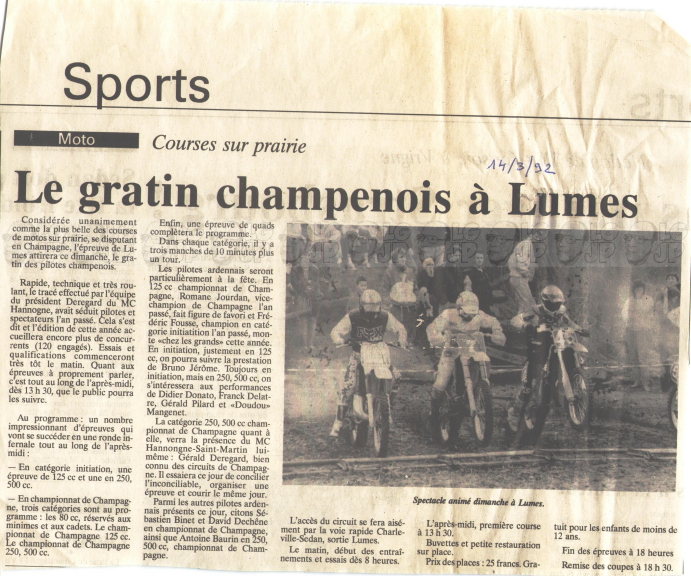 Sports
Moto
Courses sur prairie
14/3/92
Le gratin champenois à Lumes
Considérée unanimement
comme la plus belle des courses
de motos sur prairie, se disputant
en Champagne, l'épreuve de Lu-
mes attirera ce dimanche, le gra-
tin des pilotes champenois.
Rapide, technique et très rou-
lant, le tracé effectué par l'équipe
du président Deregard du MC
Hannogne, avait séduit pilotes et
spectateurs l'an passé. Cela s'est
dit et l'édition de cette année ac-
cueillera encore plus de concur-
rents (120 engagés). Essais et
qualifications commenceront
très tôt le matin. Quant aux
épreuves à proprement parler,
c'est tout au long de l'après-midi,
dès 13 h 30, que le public pourra
les suivre.
Au programme : un nombre
impressionnant d'épreuves qui
vont se succéder en une ronde in-
fernale tout au long de l'après-
midi :
— En catégorie initiation, une
épreuve de 125 cc et une en 250,
500 cc.
— En championnat de Champa-
gne, trois catégories sont au pro-
gramme : les 80 cc, réservés aux
minimes et aux cadets. Le cham-
pionnat de Champagne 125 cc.
Le championnat de Champagne
250, 500 cc.
Enfin, une épreuve de quads
complètera le programme.
Dans chaque catégorie, il y a
trois manches de 10 minutes plus
un tour.
Les pilotes ardennais seront
particulièrement à la fête. En
125 cc championnat de Cham-
pagne, Romane Jourdan, vice-
champion de Champagne l'an
passé, fait figure de favori et Fré-
déric Fousse, champion en caté-
gorie initiatition l'an passé, mon-
te «chez les grands» cette année.
En initiation, justement en 125
cc, on pourra suivre la prestation
de Bruno Jérôme. Toujours en
initiation, mais en 250, 500 cc, on
s'intéressera aux performances
de Didier Donato, Franck Delat-
re, Gérald Pilard et «Doudou»
Mangenet.
La catégorie 250, 500 cc cham-
pionnat de Champagne quant à
elle, verra la présence du MC
Hannongne-Saint-Martin lui-
même : Gérald Deregard, bien
connu des circuits de Champag-
ne. Il essaiera ce jour de concilier
l'inconciliable, organiser une
épreuve et courir le même jour.
Parmi les autres pilotes arden-
nais présents ce jour, citons Sé-
bastien Binet et David Dechêne
en championnat de Champagne,
ainsi que Antoine Baurin en 250,
500 cc, championnat de Cham-
pagne.
Spectacle animé dimanche à Lumes.
L'accès du circuit se fera aisé-
ment par la voie rapide Charle-
ville-Sedan, sortie Lumes.
Le matin, début des entraî-
nements et essais dès 8 heures.
L'après-midi, première course
à 13 h 30.
Buvettes et petite restauration
sur place.
Prix des places : 25 francs. Gra-
tuit pour les enfants de moins de
12 ans.
Fin des épreuves à 18 heures
Remise des coupes à 18 h 30.